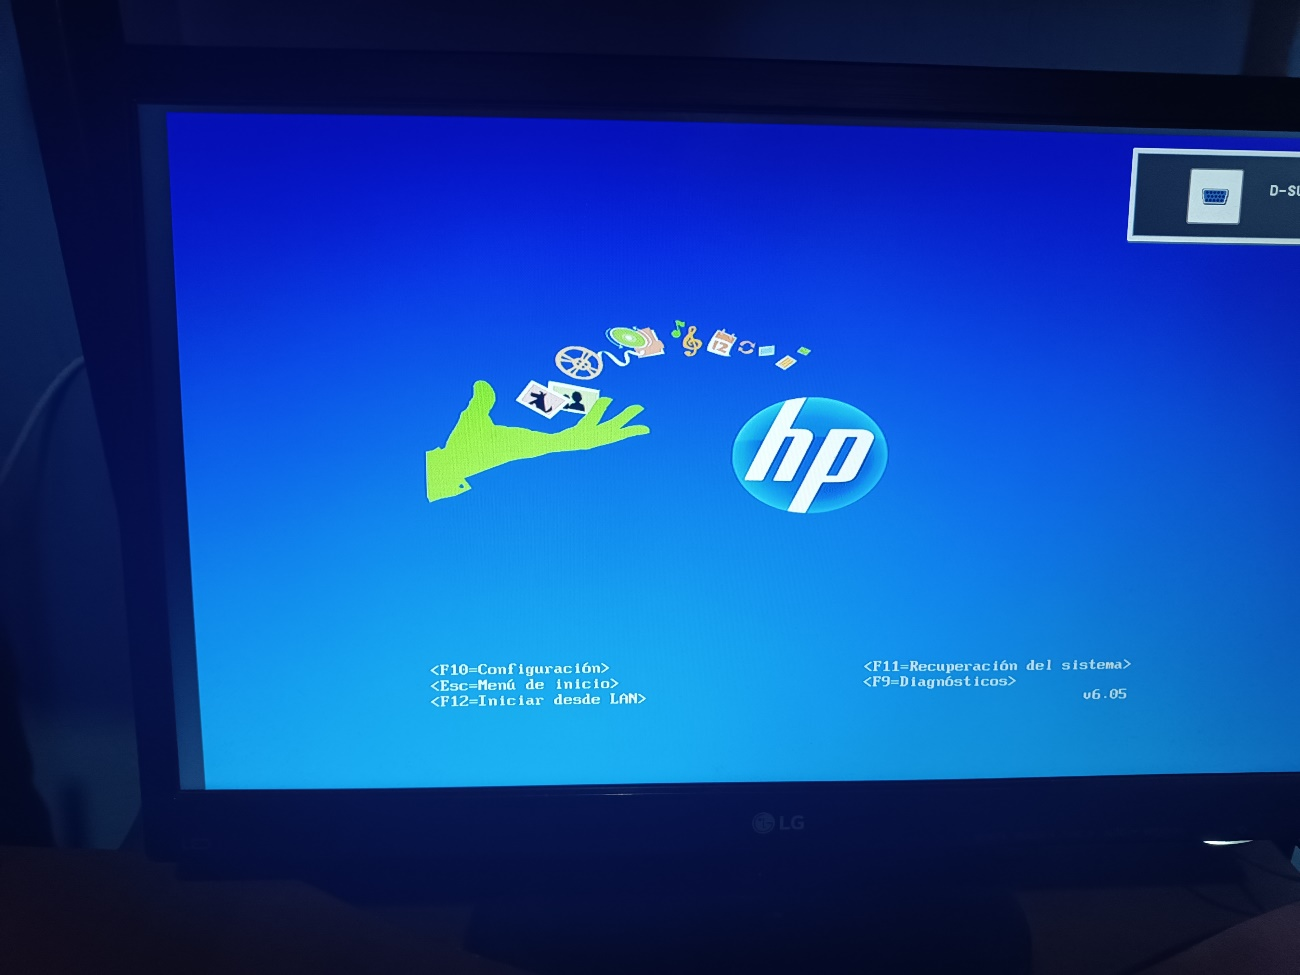 12
hp
<F10=Configuración>
<Esc=Menú de inicio>
<F12=Iniciar desde LAN>
<F11=Recuperación del sistema>
<F9=Diagnósticos>
v6.05
LG